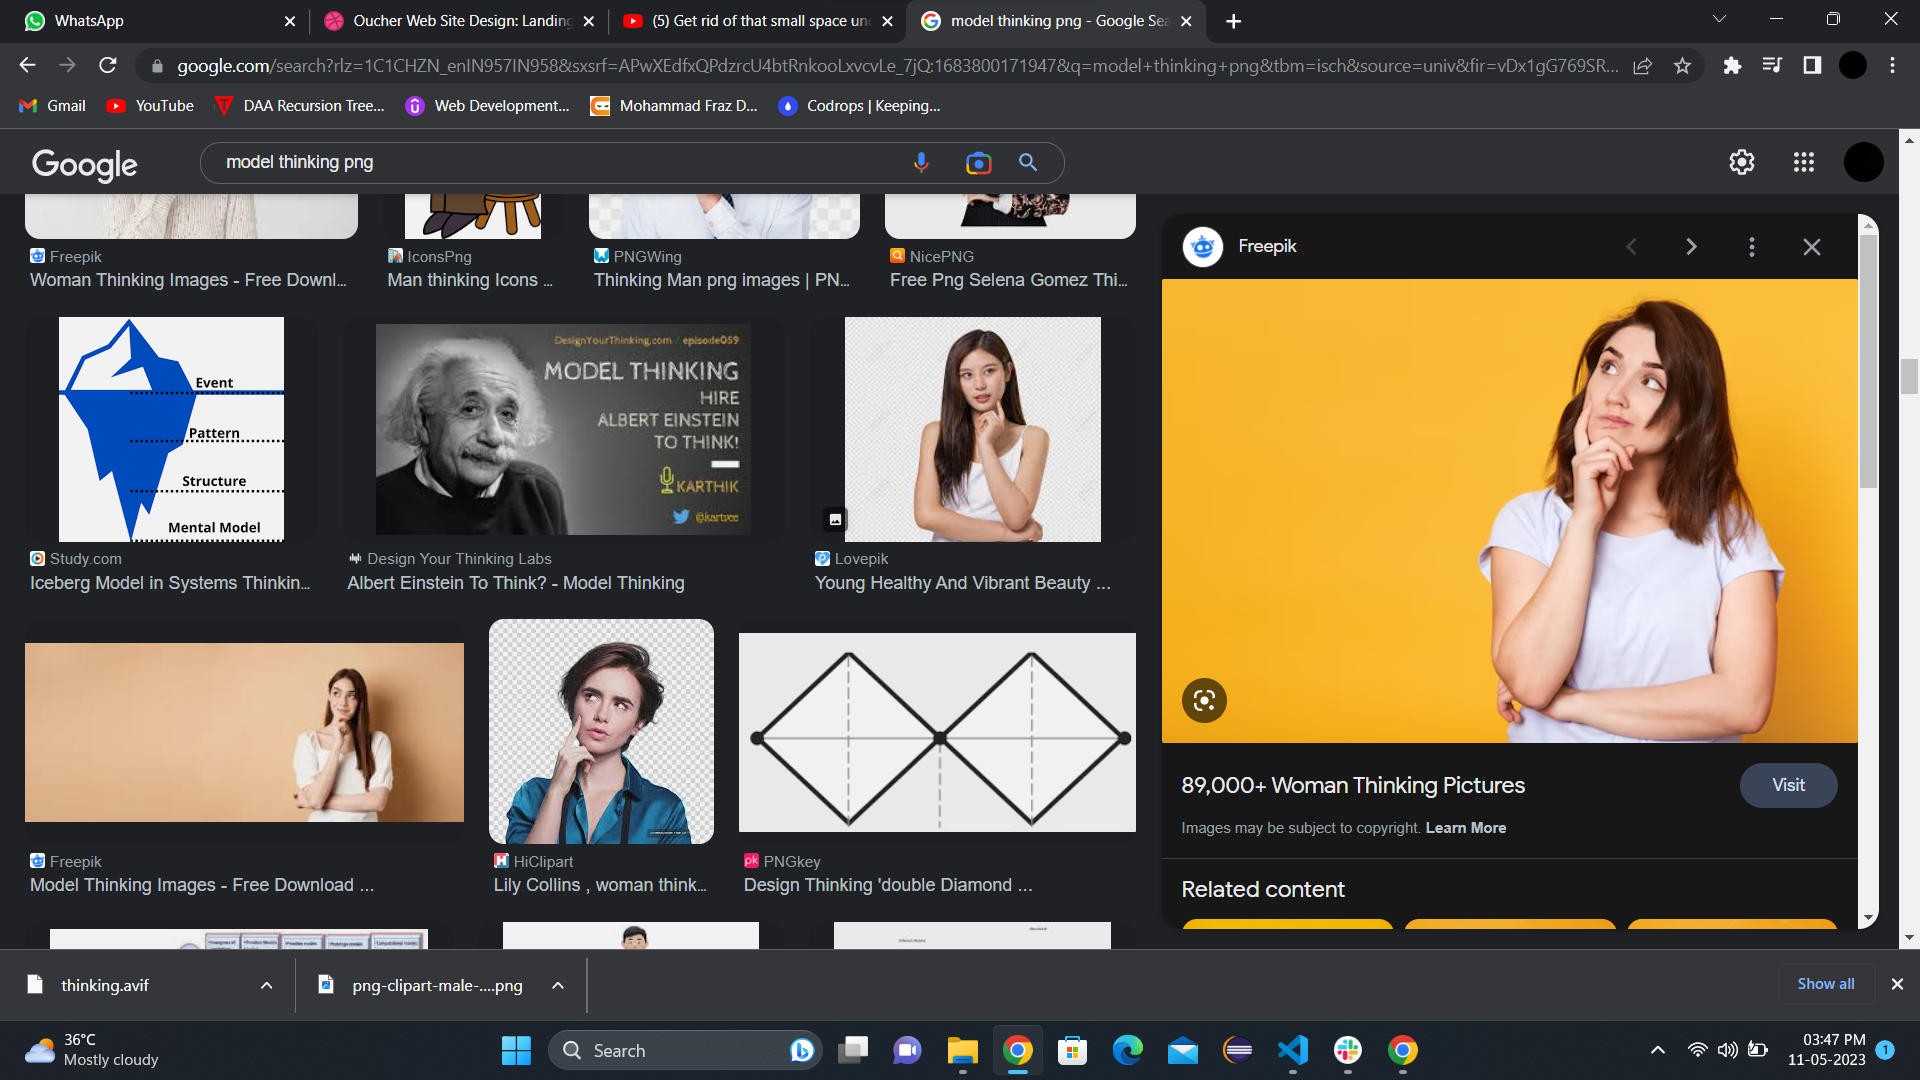 WhatsApp
Oucher Web Site Design: Landing
(5) Get rid of that small space un
model thinking png - Google Sea
google.com/search?rlz=1C1CHZN_enIN957IN958&sxsrf=APwXEdfxQPdzrcU4btRnkooLxvcvLe_7jQ:1683800171947&q=model+thinking+png&tbm=isch&source=univ&fir=vDx1gG769SR...
Gmail
YouTube
DAA Recursion Tree...
Web Development...
Mohammad Fraz D...
Codrops | Keeping...
Google
model thinking png
Freepik
Woman Thinking Images - Free Downl...
IconsPng
Man thinking Icons ...
PNGWing
Thinking Man png images | PN...
NicePNG
Free Png Selena Gomez Thi...
Event
Pattern
Structure
Mental Model
Study.com
Iceberg Model in Systems Thinkin...
DesignYourThinking.com / episode059
MODEL THINKING
HIRE
ALBERT EINSTEIN
TO THINK!
KARTHIK
@kartvee
Design Your Thinking Labs
Albert Einstein To Think? - Model Thinking
Lovepik
Young Healthy And Vibrant Beauty ...
Freepik
Model Thinking Images - Free Download ...
HiClipart
Lily Collins , woman think...
PNGkey
Design Thinking 'double Diamond ...
Freepik
89,000+ Woman Thinking Pictures
Visit
Images may be subject to copyright. Learn More
Related content
thinking.avif
png-clipart-male-....png
Show all
36°C
Mostly cloudy
Search
03:47 PM
11-05-2023
1